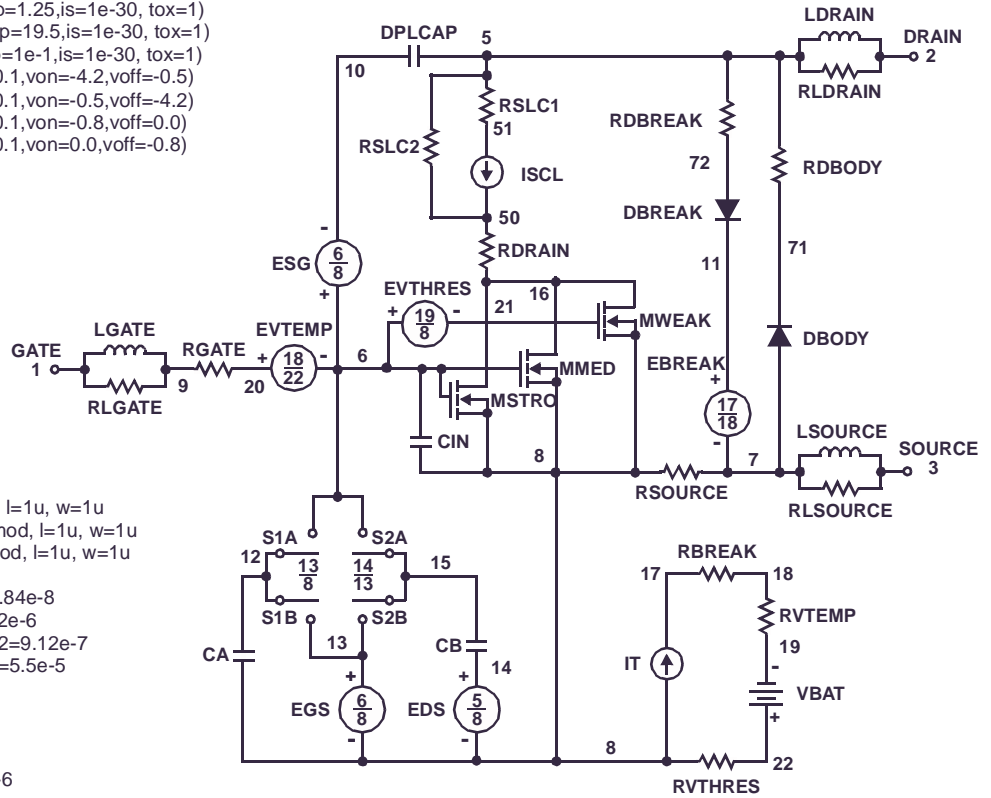 o=1.25,is=1e-30, tox=1)
p=19.5,is=1e-30, tox=1)
=1e-1,is=1e-30, tox=1)
0.1,von=-4.2,voff=-0.5)
0.1,von=-0.5,voff=-4.2)
0.1,von=-0.8,voff=0.0)
0.1,von=0.0,voff=-0.8)
LDRAIN
DRAIN
2
RLDRAIN
DPLCAP
5
10
RSLC1
51
RSLC2
ISCL
50
RDRAIN
RDBREAK
72
DBREAK
11
RDBODY
71
DBODY
ESG
6
8
-
+
EVTHRES
+
19
8
-
21
16
MWEAK
MMED
MSTRO
EBREAK
+
17
18
-
LGATE
GATE
1
RLGATE
9
RGATE
20
EVTEMP
+
18
22
-
6
CIN
8
RSOURCE
7
LSOURCE
SOURCE
3
RLSOURCE
l=1u, w=1u
nod, l=1u, w=1u
od, l=1u, w=1u
.84e-8
2e-6
2=9.12e-7
=5.5e-5
-6
S1A
S2A
12
13
8
14
13
15
S1B
S2B
13
CA
CB
14
EGS
+
6
8
-
EDS
+
5
8
-
8
RBREAK
17
18
RVTEMP
19
IT
-
VBAT
+
22
RVTHRES